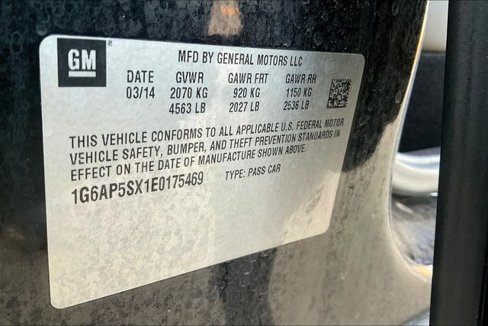 GM
MFD BY GENERAL MOTORS LLC
DATE GVWR GAWR FRT GAWR RR
03/14 2070 KG 920 KG 1150 KG
4563 LB 2027 LB 2536 LB
THIS VEHICLE CONFORMS TO ALL APPLICABLE U.S. FEDERAL MOTOR
VEHICLE SAFETY, BUMPER, AND THEFT PREVENTION STANDARDS IN
EFFECT ON THE DATE OF MANUFACTURE SHOWN ABOVE.
1G6AP5SX1E0175469 TYPE: PASS CAR